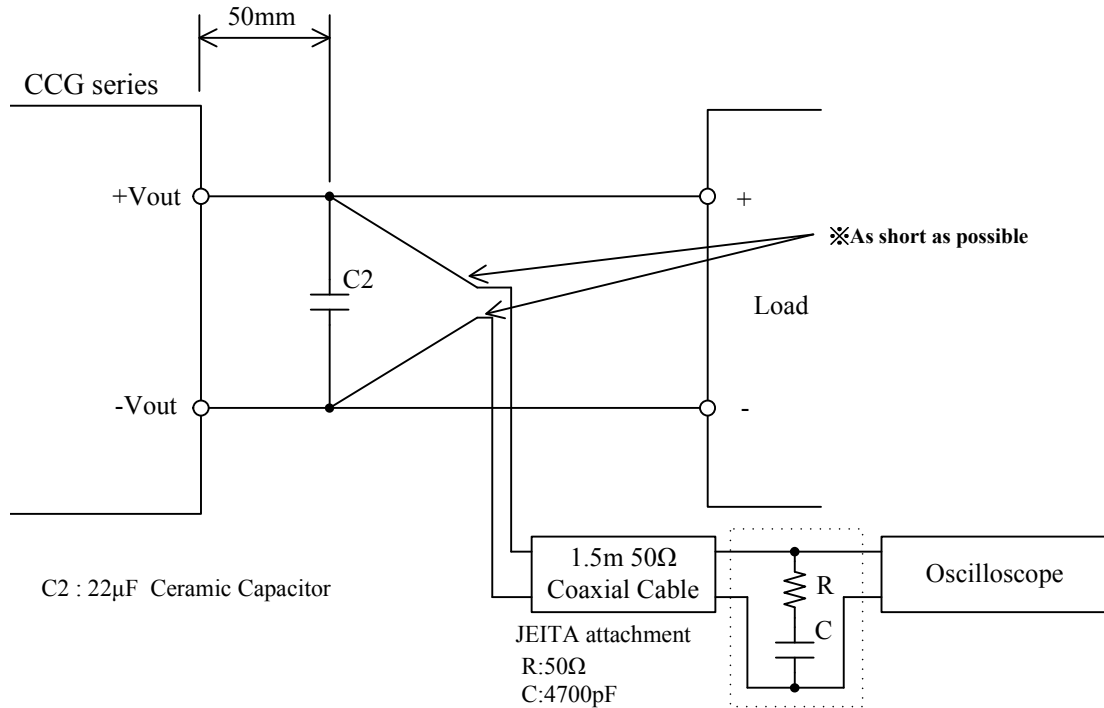 50mm
CCG series
+Vout
+
※As short as possible
C2
Load
-Vout
-
C2 : 22μF Ceramic Capacitor
1.5m 50Ω
Coaxial Cable
R
C
Oscilloscope
JEITA attachment
R:50Ω
C:4700pF